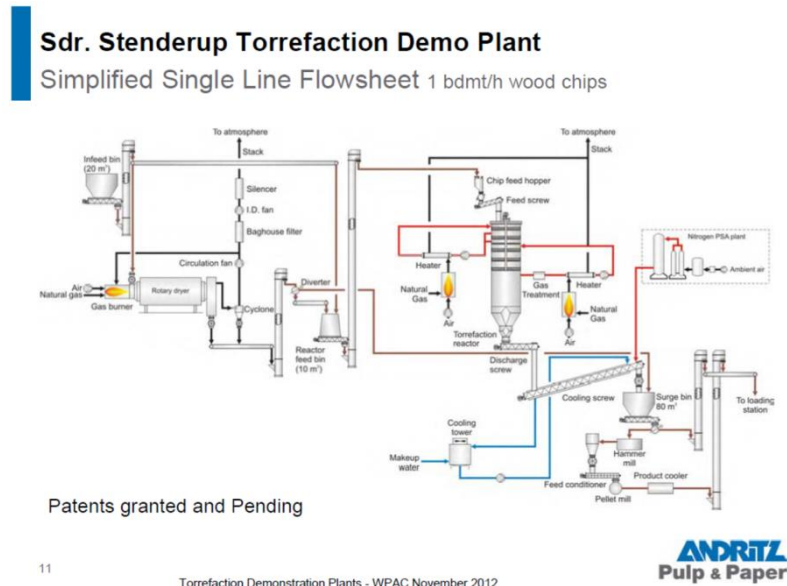 Sdr. Stenderup Torrefaction Demo Plant
Simplified Single Line Flowsheet 1 bdmt/h wood chips
To atmosphere
Stack
Infeed bin
(20 m³)
Silencer
I.D. fan
Baghouse filter
Circulation fan
Air
Natural gas
Gas burner
Rotary dryer
Cyclone
Diverter
Reactor
feed bin
(10 m³)
To atmosphere
Stack
Chip feed hopper
Feed screw
Heater
Natural
Gas
Air
Gas
Treatment
Heater
Natural
Gas
Air
Torrefaction
reactor
Discharge
screw
Nitrogen PSA plant
Ambient air
Cooling screw
Surge bin
80 m³
To loading
station
Cooling
tower
Makeup
water
Hammer
mill
Feed conditioner
Product cooler
Pellet mill
Patents granted and Pending
11
Torrefaction Demonstration Plants - WPAC November 2012
ANDRITZ
Pulp & Paper